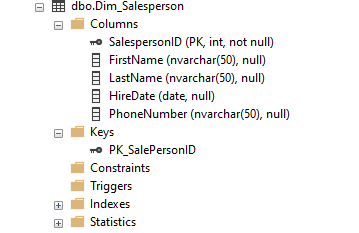 dbo.Dim_Salesperson
Columns
SalespersonID (PK, int, not null)
FirstName (nvarchar(50), null)
LastName (nvarchar(50), null)
HireDate (date, null)
PhoneNumber (nvarchar(50), null)
Keys
PK_SalePersonID
Constraints
Triggers
Indexes
Statistics